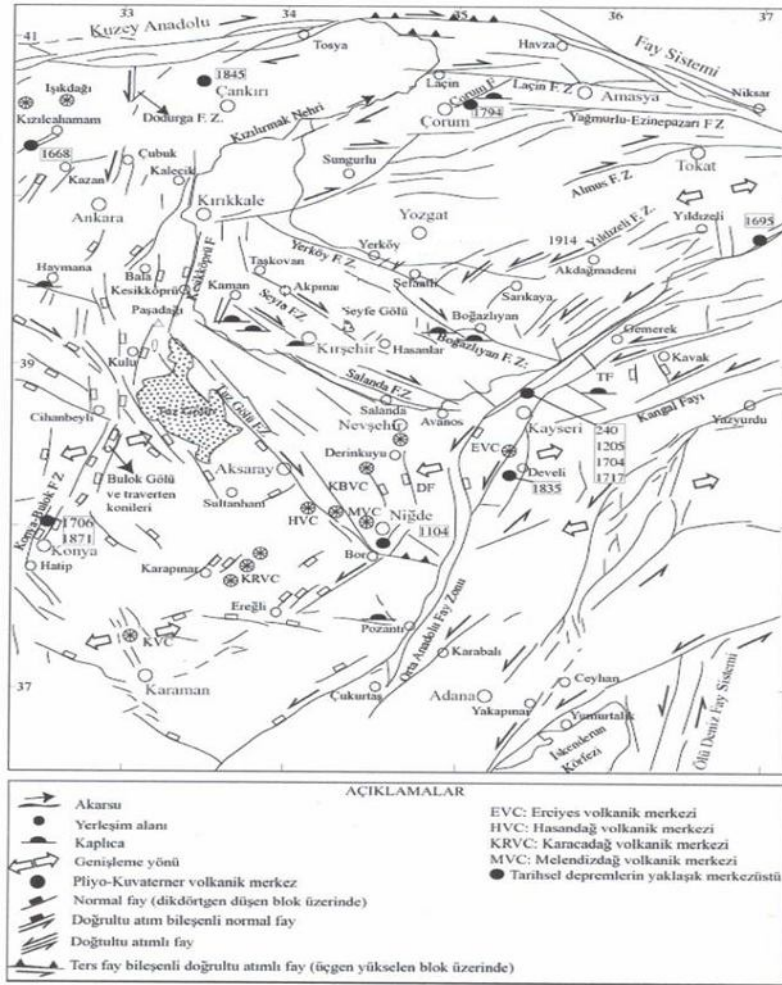 33
34
35
36
37
41
Kuzey Anadolu
Tosya
Havza
Fay Sistemi
Işıkdağı
1845
Çankırı
Laçin
Çorum F.
Laçin F. Z
Amasya
Niksar
Kızılcahamam
Dodurga F. Z.
Kızılırmak Nehri
Çorum
1794
Yağmurlu-Ezinepazarı F Z
1668
Çubuk
Kazan
Kalecik
Sungurlu
Tokat
Almus F. Z.
Ankara
Kırıkkale
Yozgat
Yıldızeli F. Z.
Yıldızeli
1695
Yerköy F. Z.
Yerköy
1914
Haymana
Bala
Kesikköprü
Kesikköprü F.
Taşkovan
Şefaatli
Akdağmadeni
Sarıkaya
Paşadağı
Kaman
Akpınar
Seyfe Gölü
Boğazlıyan
Gemerek
39
Kulu
Kırşehir
Hasanlar
Boğazlıyan F. Z.
TF
Kavak
Tuz Gölü F.Z.
Salanda F.Z.
Kangal Fayı
Cihanbeyli
Salanda
Avanos
Nevşehir
Kayseri
Yazyurdu
Derinkuyu
EVC
240
1205
1704
1717
Aksaray
Develi
1835
Bulok Gölü
ve traverten
konileri
Sultanhanı
KBVC
DF
Konya-Bulok F Z
1706
1871
Konya
Hatip
HVC
MVC
Niğde
1104
Bor
Karapınar
KRVC
Ereğli
Pozantı
Orta Anadolu Fay Zonu
KVC
Karabalı
37
Karaman
Çukurtaş
Adana
Ceyhan
Yakapınar
Yumurtalık
İskenderun
Körfezi
Ölü Deniz Fay Sistemi
AÇIKLAMALAR
Akarsu
Yerleşim alanı
Kaplıca
Genişleme yönü
Pliyo-Kuvaterner volkanik merkez
Normal fay (dikdörtgen düşen blok üzerinde)
Doğrultu atım bileşenli normal fay
Doğtultu atımlı fay
Ters fay bileşenli doğrultu atımlı fay (üçgen yükselen blok üzerinde)
EVC: Erciyes volkanik merkezi
HVC: Hasandağ volkanik merkezi
KRVC: Karacadağ volkanik merkezi
MVC: Melendizdağ volkanik merkezi
Tarihsel depremlerin yaklaşık merkezüstü